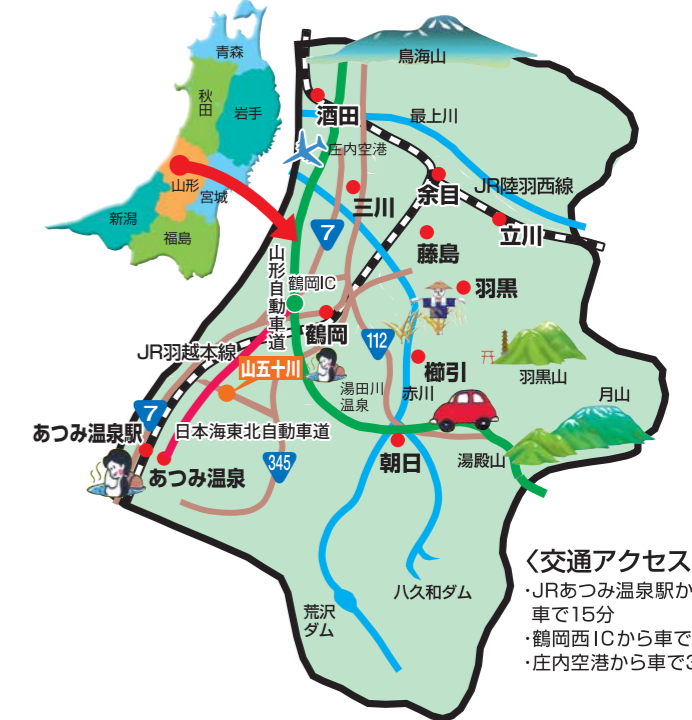 青森
秋田
岩手
山形
宮城
新潟
福島
鳥海山
酒田
最上川
庄内空港
余目
JR陸羽西線
三川
立川
7
藤島
山形自動車道
鶴岡IC
羽黒
鶴岡
112
JR羽越本線
山五十川
櫛引
羽黒山
湯田川
温泉
赤川
月山
7
あつみ温泉駅
日本海東北自動車道
345
あつみ温泉
朝日
湯殿山
八久和ダム
荒沢
ダム
〈交通アクセス
・JRあつみ温泉駅か
車で15分
・鶴岡西ICから車で
・庄内空港から車で3